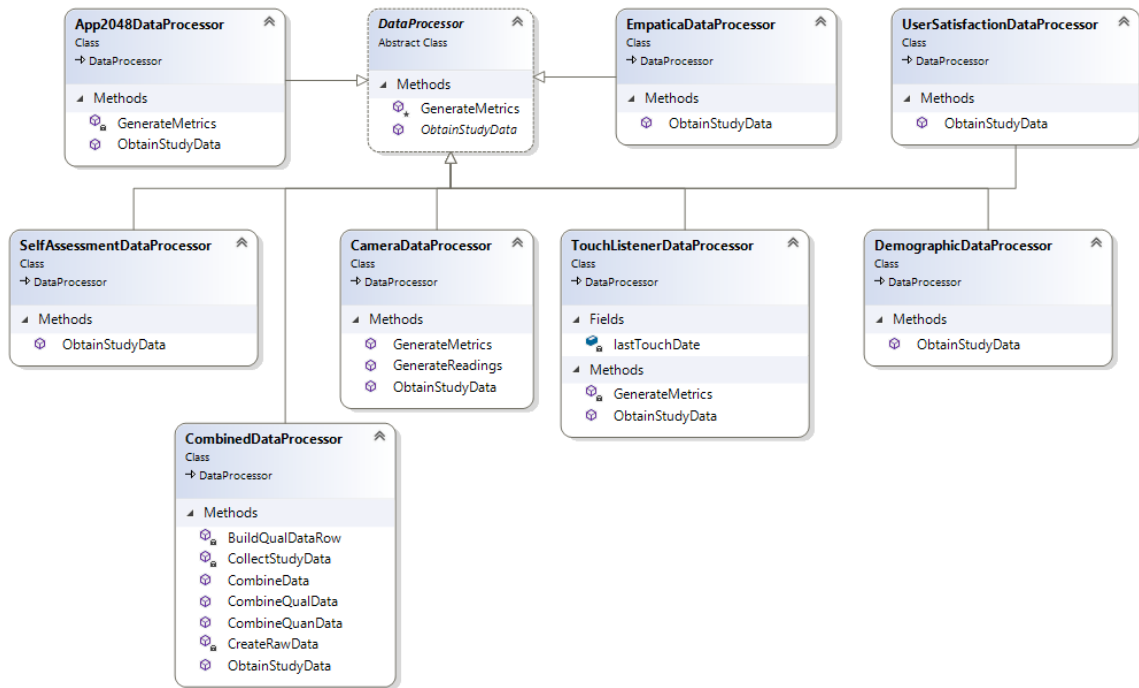 App2048DataProcessor
Class
DataProcessor
Methods
GenerateMetrics
ObtainStudyData
DataProcessor
Abstract Class
Methods
GenerateMetrics
ObtainStudyData
EmpaticaDataProcessor
Class
DataProcessor
Methods
ObtainStudyData
UserSatisfactionDataProcessor
Class
DataProcessor
Methods
ObtainStudyData
SelfAssessmentDataProcessor
Class
DataProcessor
Methods
ObtainStudyData
CameraDataProcessor
Class
DataProcessor
Methods
GenerateMetrics
GenerateReadings
ObtainStudyData
TouchListenerDataProcessor
Class
DataProcessor
Fields
lastTouchDate
Methods
GenerateMetrics
ObtainStudyData
DemographicDataProcessor
Class
DataProcessor
Methods
ObtainStudyData
CombinedDataProcessor
Class
DataProcessor
Methods
BuildQualDataRow
CollectStudyData
CombineData
CombineQualData
CombineQuanData
CreateRawData
ObtainStudyData